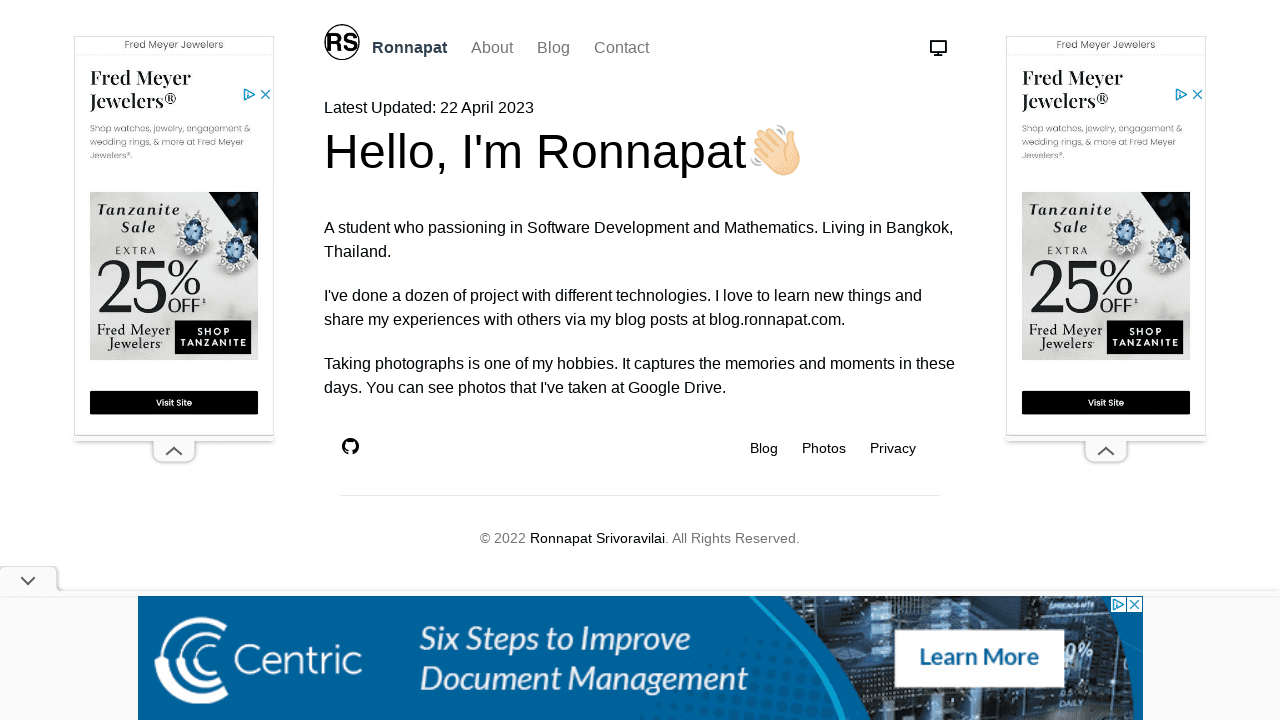 RS
Ronnapat About Blog Contact
Latest Updated: 22 April 2023
Hello, I'm Ronnapat
A student who passioning in Software Development and Mathematics. Living in Bangkok,
Thailand.
I've done a dozen of project with different technologies. I love to learn new things and
share my experiences with others via my blog posts at blog.ronnapat.com.
Taking photographs is one of my hobbies. It captures the memories and moments in these
days. You can see photos that I've taken at Google Drive.
Blog Photos Privacy
© 2022 Ronnapat Srivoravilai. All Rights Reserved.
Fred Meyer Jewelers
Fred Meyer
Jewelers®
Shop watches, jewelry, engagement &
wedding rings, & more at Fred Meyer
Jewelers®.
Tanzanite
Sale
EXTRA
25%
OFF‡
Fred Meyer
Jewelers
SHOP
TANZANITE
Visit Site
Fred Meyer Jewelers
Fred Meyer
Jewelers®
Shop watches, jewelry, engagement &
wedding rings, & more at Fred Meyer
Jewelers®.
Tanzanite
Sale
EXTRA
25%
OFF‡
Fred Meyer
Jewelers
SHOP
TANZANITE
Visit Site
Centric
Six Steps to Improve
Document Management
Learn More